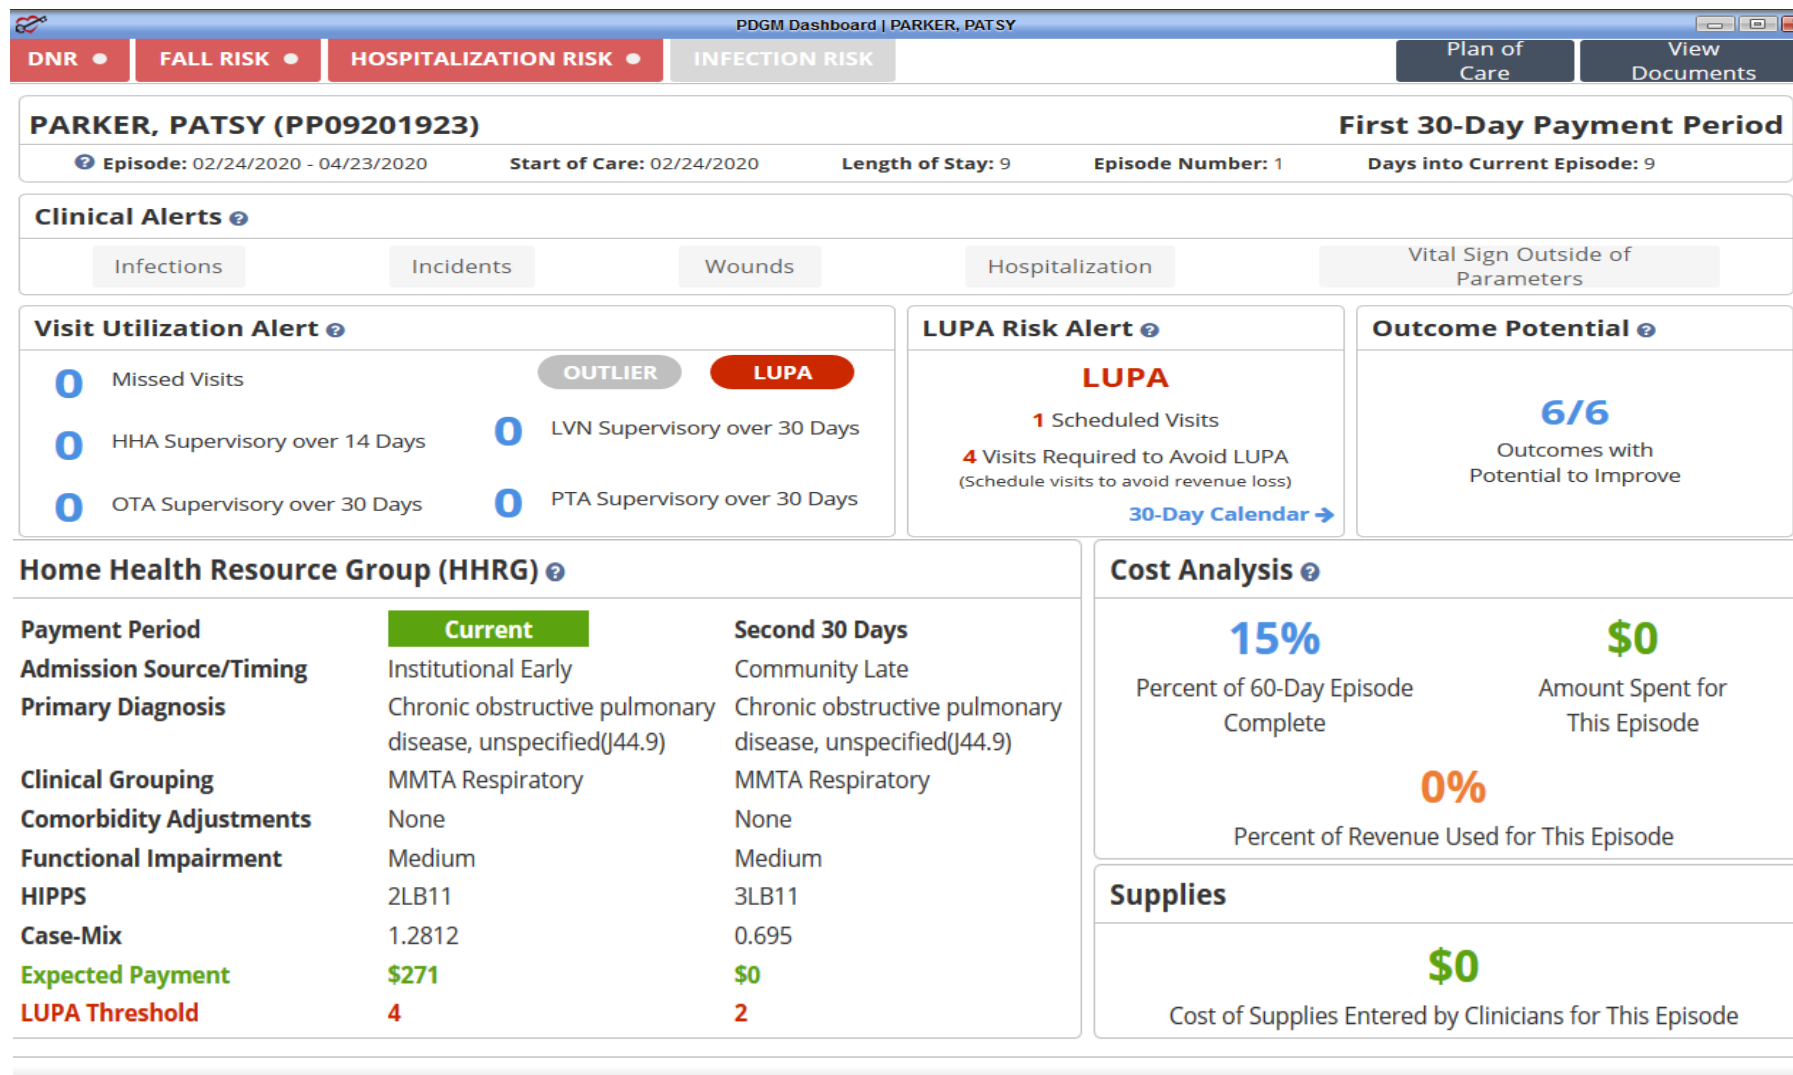 PDGM Dashboard | PARKER, PATSY
DNR
FALL RISK
HOSPITALIZATION RISK
INFECTION RISK
Plan of
Care
View
Documents
PARKER, PATSY (PP09201923)
First 30-Day Payment Period
Episode: 02/24/2020 - 04/23/2020
Start of Care: 02/24/2020
Length of Stay: 9
Episode Number: 1
Days into Current Episode: 9
Clinical Alerts
Infections
Incidents
Wounds
Hospitalization
Vital Sign Outside of
Parameters
Visit Utilization Alert
OUTLIER
LUPA
0 Missed Visits
0 HHA Supervisory over 14 Days
0 LVN Supervisory over 30 Days
0 OTA Supervisory over 30 Days
0 PTA Supervisory over 30 Days
LUPA Risk Alert
LUPA
1 Scheduled Visits
4 Visits Required to Avoid LUPA
(Schedule visits to avoid revenue loss)
30-Day Calendar
Outcome Potential
6/6
Outcomes with
Potential to Improve
Home Health Resource Group (HHRG)
Payment Period Current Second 30 Days
Admission Source/Timing Institutional Early Community Late
Primary Diagnosis Chronic obstructive pulmonary Chronic obstructive pulmonary
disease, unspecified(J44.9) disease, unspecified(J44.9)
Clinical Grouping MMTA Respiratory MMTA Respiratory
Comorbidity Adjustments None None
Functional Impairment Medium Medium
HIPPS 2LB11 3LB11
Case-Mix 1.2812 0.695
Expected Payment $271 $0
LUPA Threshold 4 2
Cost Analysis
15%
Percent of 60-Day Episode
Complete
$0
Amount Spent for
This Episode
0%
Percent of Revenue Used for This Episode
Supplies
$0
Cost of Supplies Entered by Clinicians for This Episode